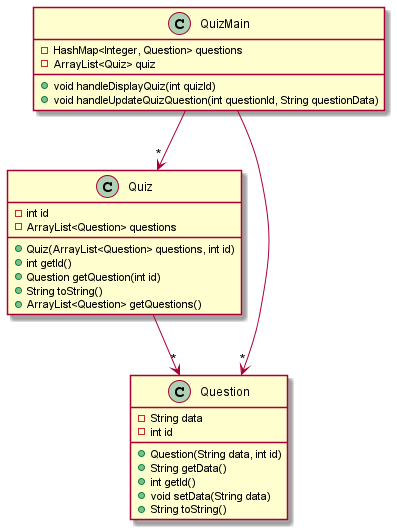 C QuizMain
HashMap<Integer, Question> questions
ArrayList<Quiz> quiz
void handleDisplayQuiz(int quizId)
void handleUpdateQuizQuestion(int questionId, String questionData)
*
C Quiz
int id
ArrayList<Question> questions
Quiz(ArrayList<Question> questions, int id)
int getId()
Question getQuestion(int id)
String toString()
ArrayList<Question> getQuestions()
* *
C Question
String data
int id
Question(String data, int id)
String getData()
int getId()
void setData(String data)
String toString()